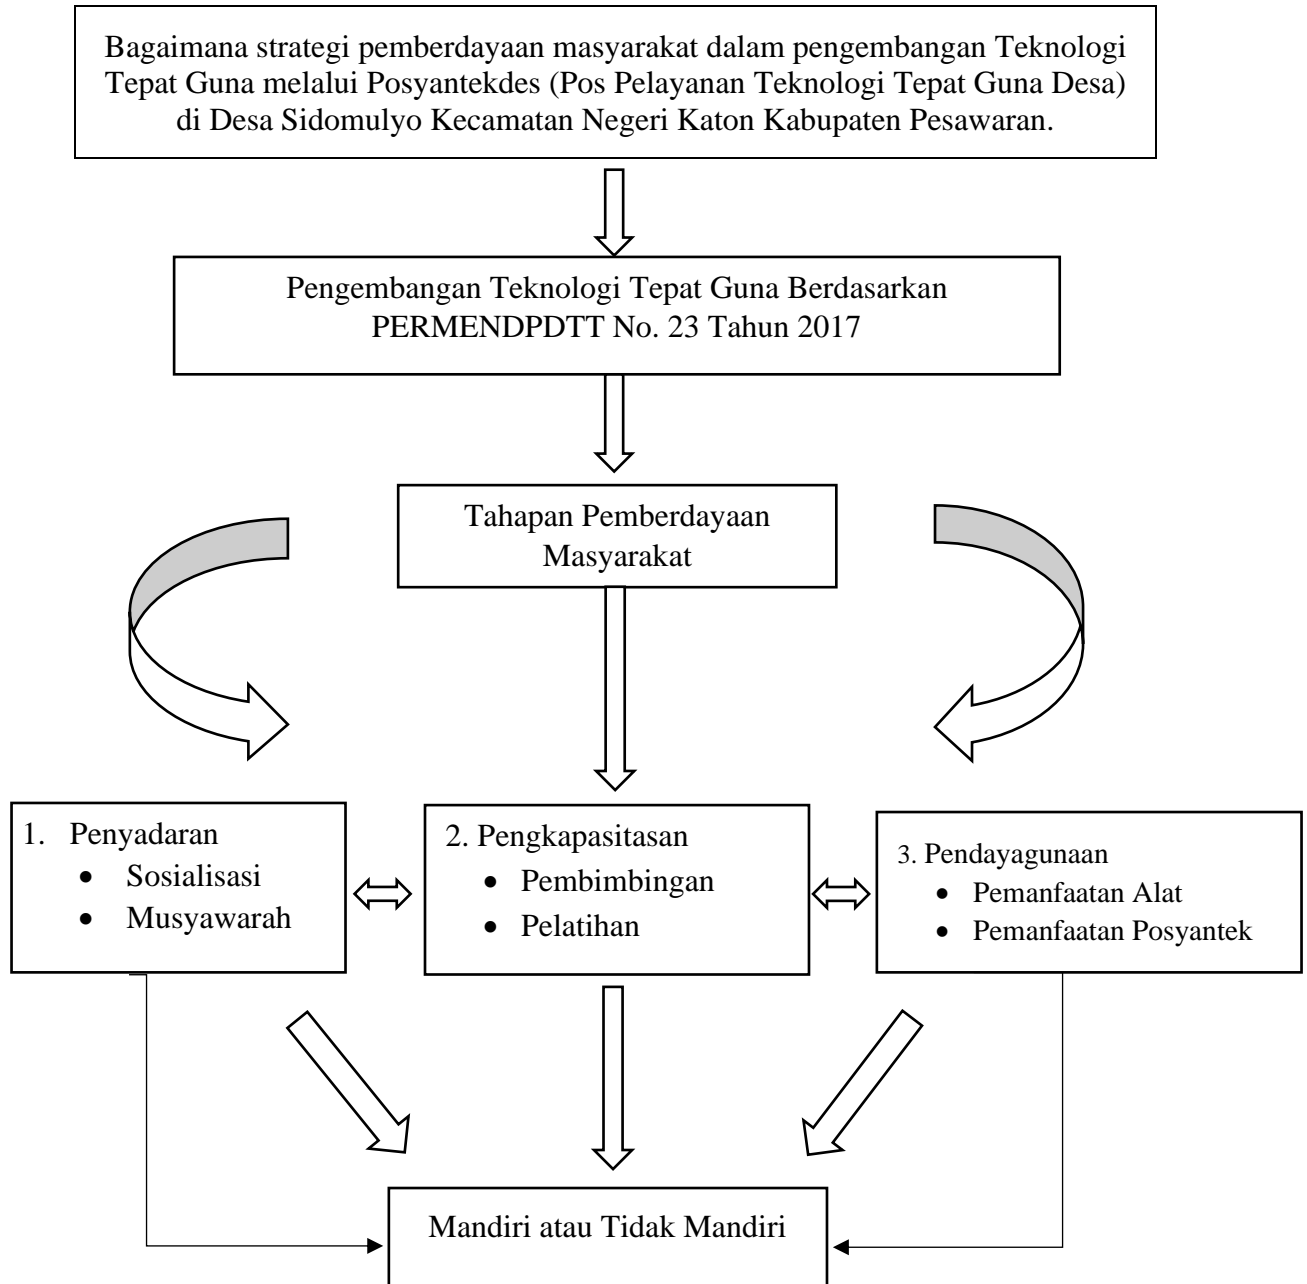 Bagaimana strategi pemberdayaan masyarakat dalam pengembangan Teknologi
Tepat Guna melalui Posyantekdes (Pos Pelayanan Teknologi Tepat Guna Desa)
di Desa Sidomulyo Kecamatan Negeri Katon Kabupaten Pesawaran.
Pengembangan Teknologi Tepat Guna Berdasarkan
PERMENDPDTT No. 23 Tahun 2017
Tahapan Pemberdayaan
Masyarakat
1. Penyadaran
• Sosialisasi
• Musyawarah
2. Pengkapasitasan
• Pembimbingan
• Pelatihan
3. Pendayagunaan
• Pemanfaatan Alat
• Pemanfaatan Posyantek
Mandiri atau Tidak Mandiri